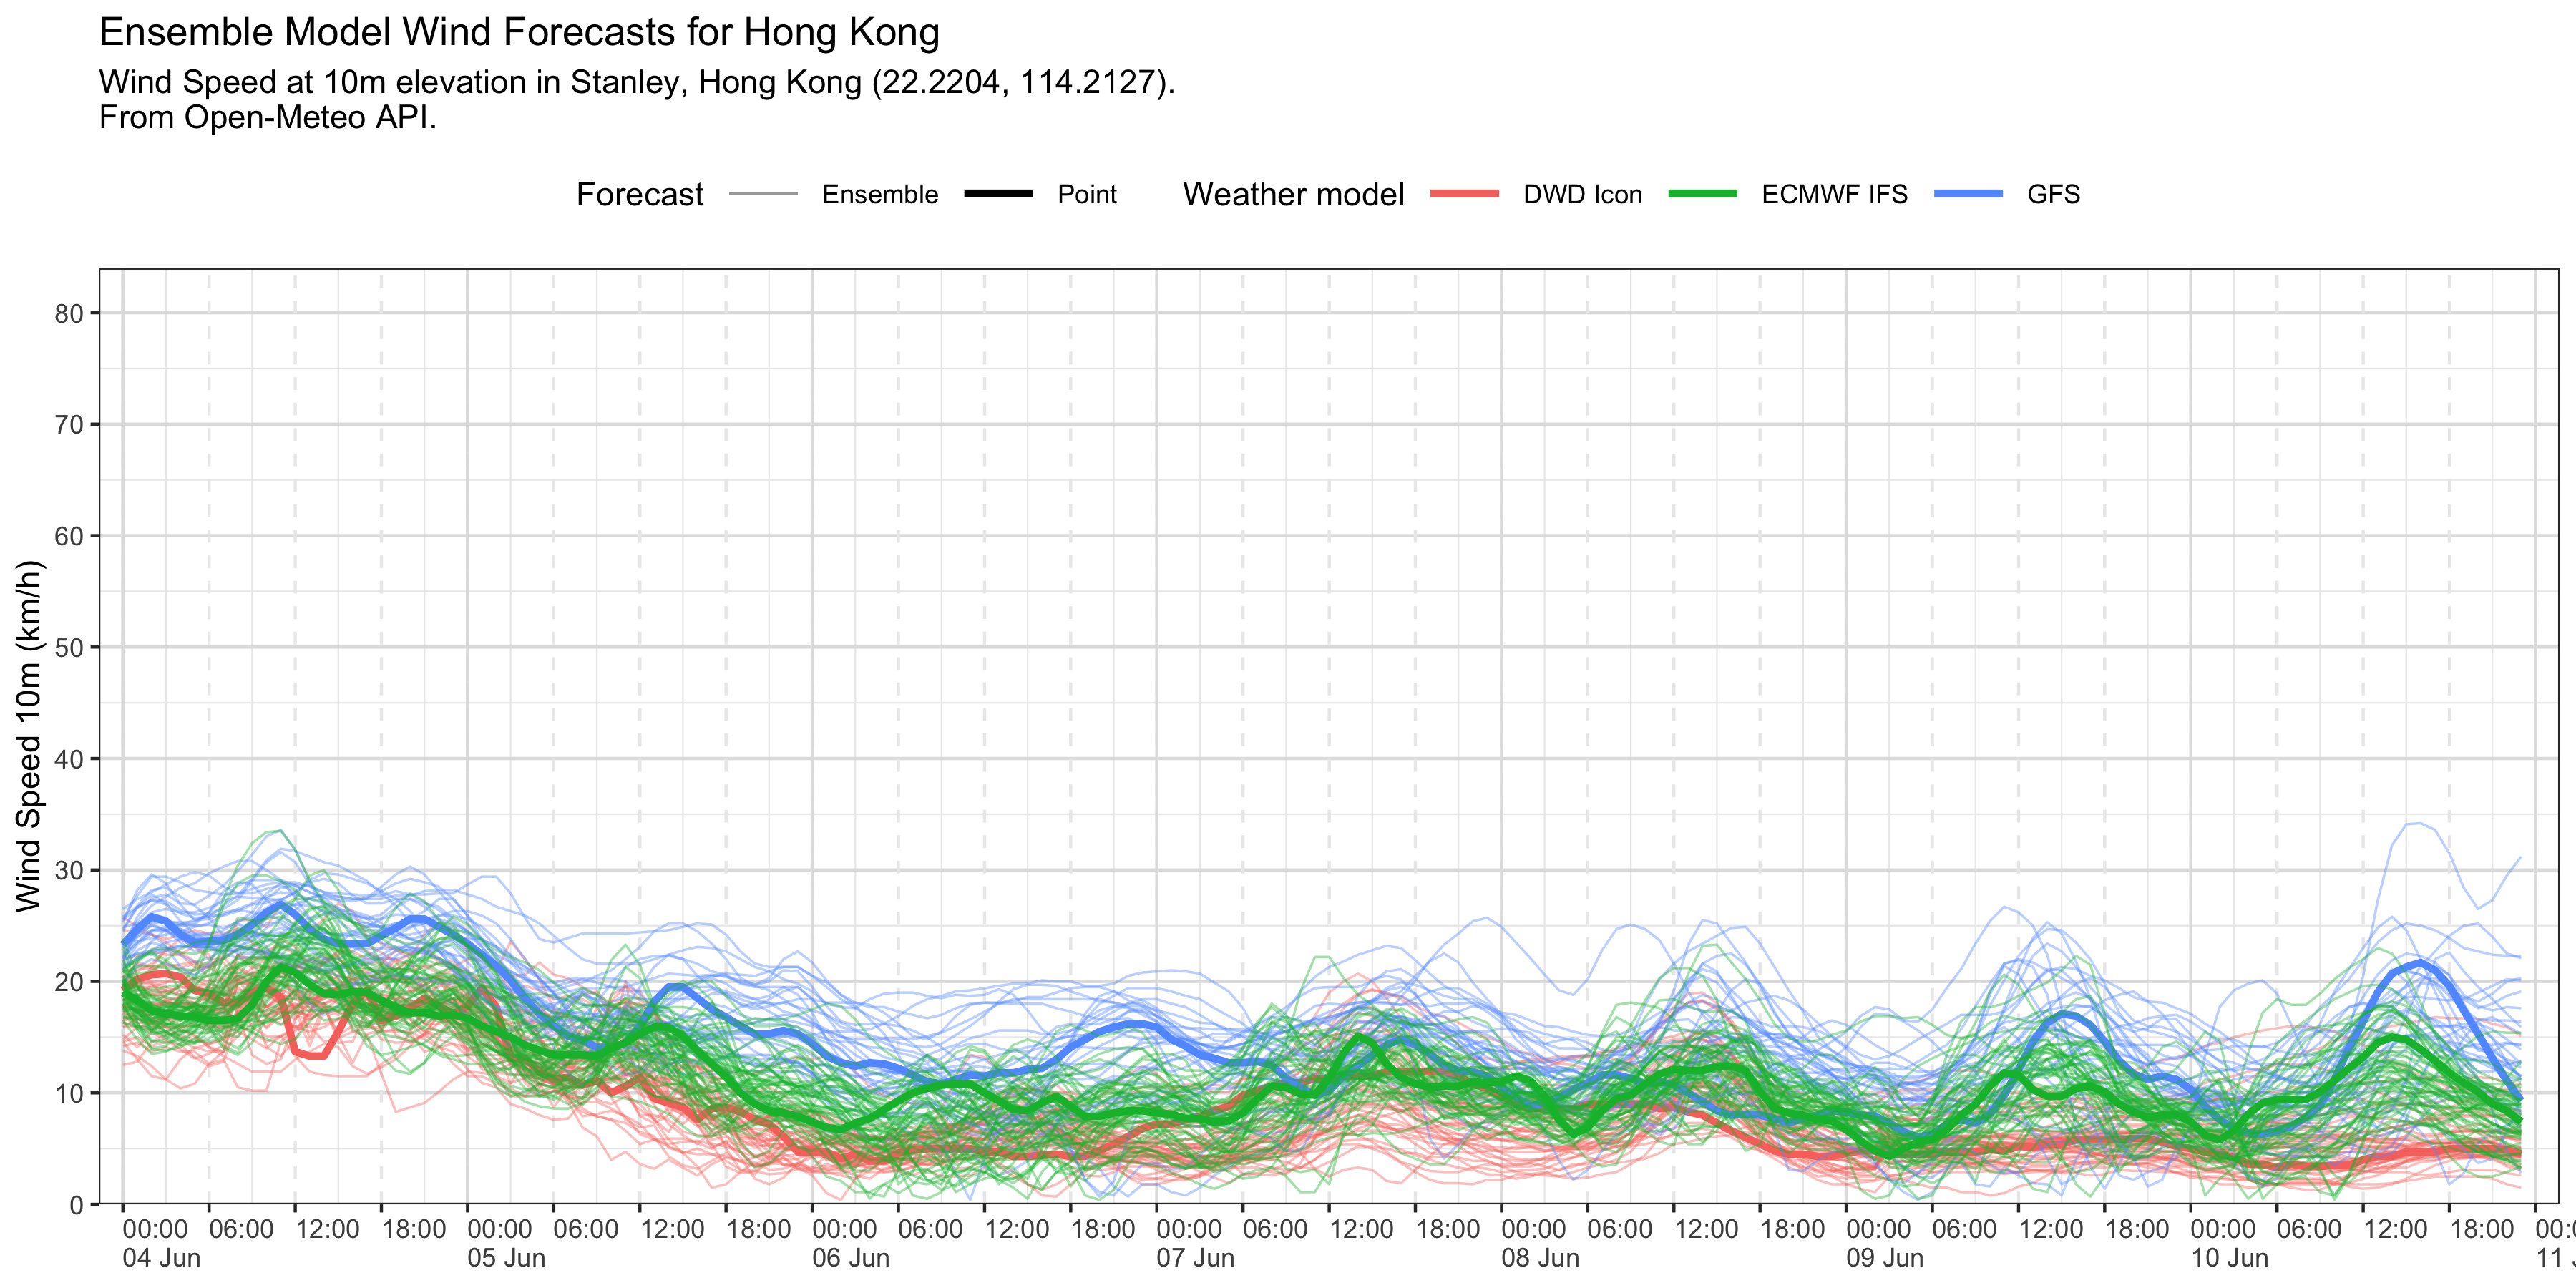 Ensemble Model Wind Forecasts for Hong Kong
Wind Speed at 10m elevation in Stanley, Hong Kong (22.2204, 114.2127).
From Open-Meteo API.
Forecast Ensemble Point Weather model DWD Icon ECMWF IFS GFS
Wind Speed 10m (km/h)
80
70
60
50
40
30
20
10
0
00:00 06:00 12:00 18:00 00:00 06:00 12:00 18:00 00:00 06:00 12:00 18:00 00:00 06:00 12:00 18:00 00:00 06:00 12:00 18:00 00:00 06:00 12:00 18:00 00:00 06:00 12:00 18:00
04 Jun 05 Jun 06 Jun 07 Jun 08 Jun 09 Jun 10 Jun 11